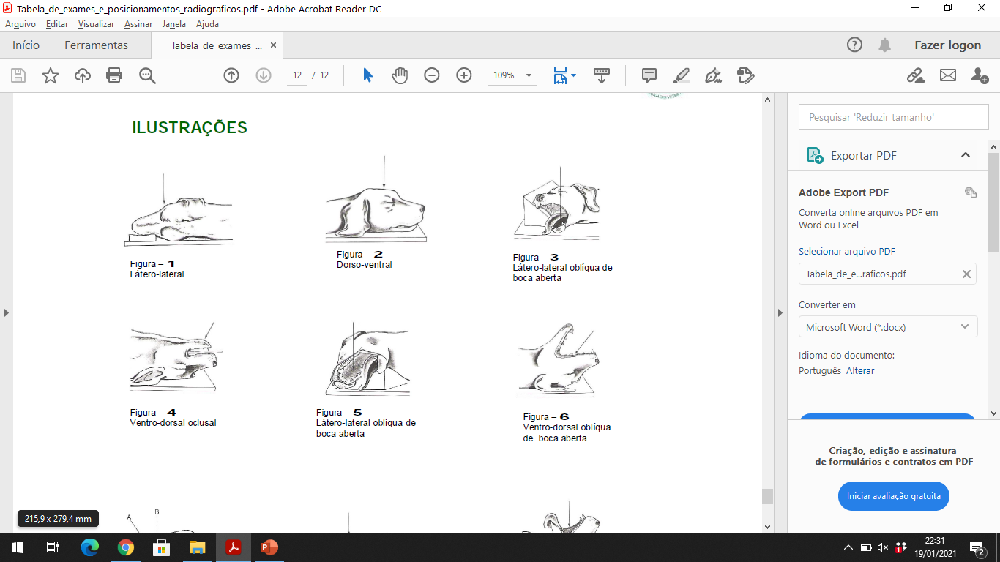 Tabela_de_exames_e_posicionamentos_radiograficos.pdf - Adobe Acrobat Reader DC
Arquivo Editar Visualizar Assinar Janela Ajuda
Início Ferramentas Tabela_de_exames_... Fazer logon
12 / 12 109%
ILUSTRAÇÕES
Figura – 1
Látero-lateral
Figura – 2
Dorso-ventral
Figura – 3
Látero-lateral oblíqua de
boca aberta
Figura – 4
Ventro-dorsal oclusal
Figura – 5
Látero-lateral oblíqua de
boca aberta
Figura – 6
Ventro-dorsal oblíqua
de boca aberta
A B
215,9 x 279,4 mm
Pesquisar 'Reduzir tamanho'
Exportar PDF
Adobe Export PDF
Converta online arquivos PDF em
Word ou Excel
Selecionar arquivo PDF
Tabela_de_e...raficos.pdf
Converter em
Microsoft Word (*.docx)
Idioma do documento:
Português Alterar
Criação, edição e assinatura
de formulários e contratos em PDF
Iniciar avaliação gratuita
22:31
19/01/2021
1
2